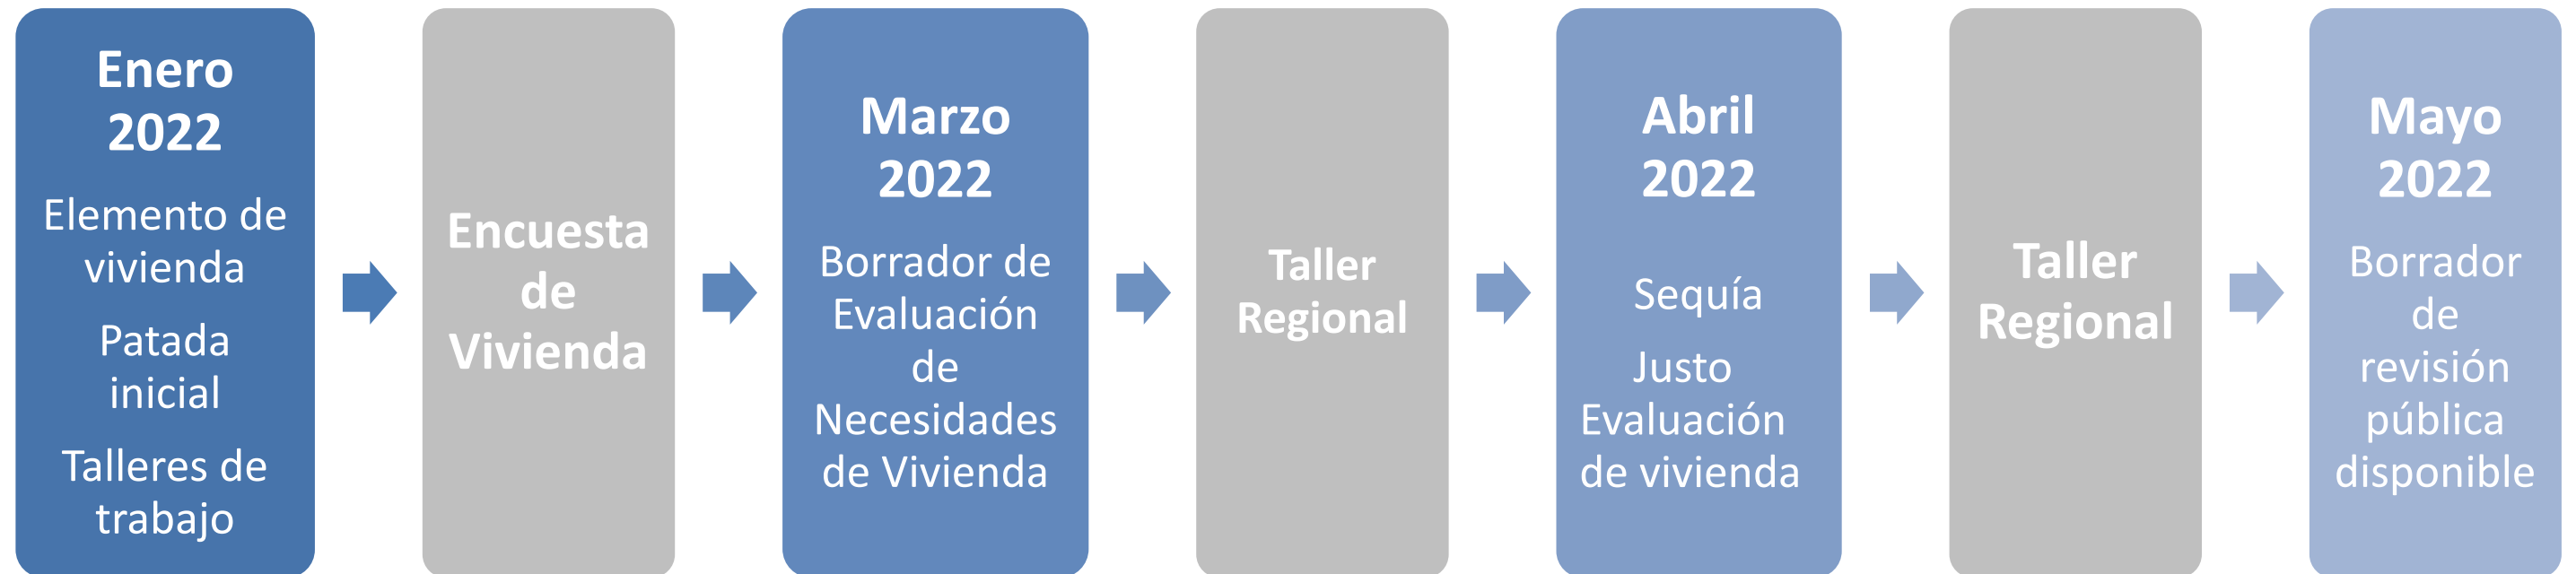 Enero
2022
Elemento de
vivienda
Patada
inicial
Talleres de
trabajo
Encuesta
de
Vivienda
Marzo
2022
Borrador de
Evaluación
de
Necesidades
de Vivienda
Taller
Regional
Abril
2022
Sequía
Justo
Evaluación
de vivienda
Taller
Regional
Mayo
2022
Borrador
de
revisión
pública
disponible